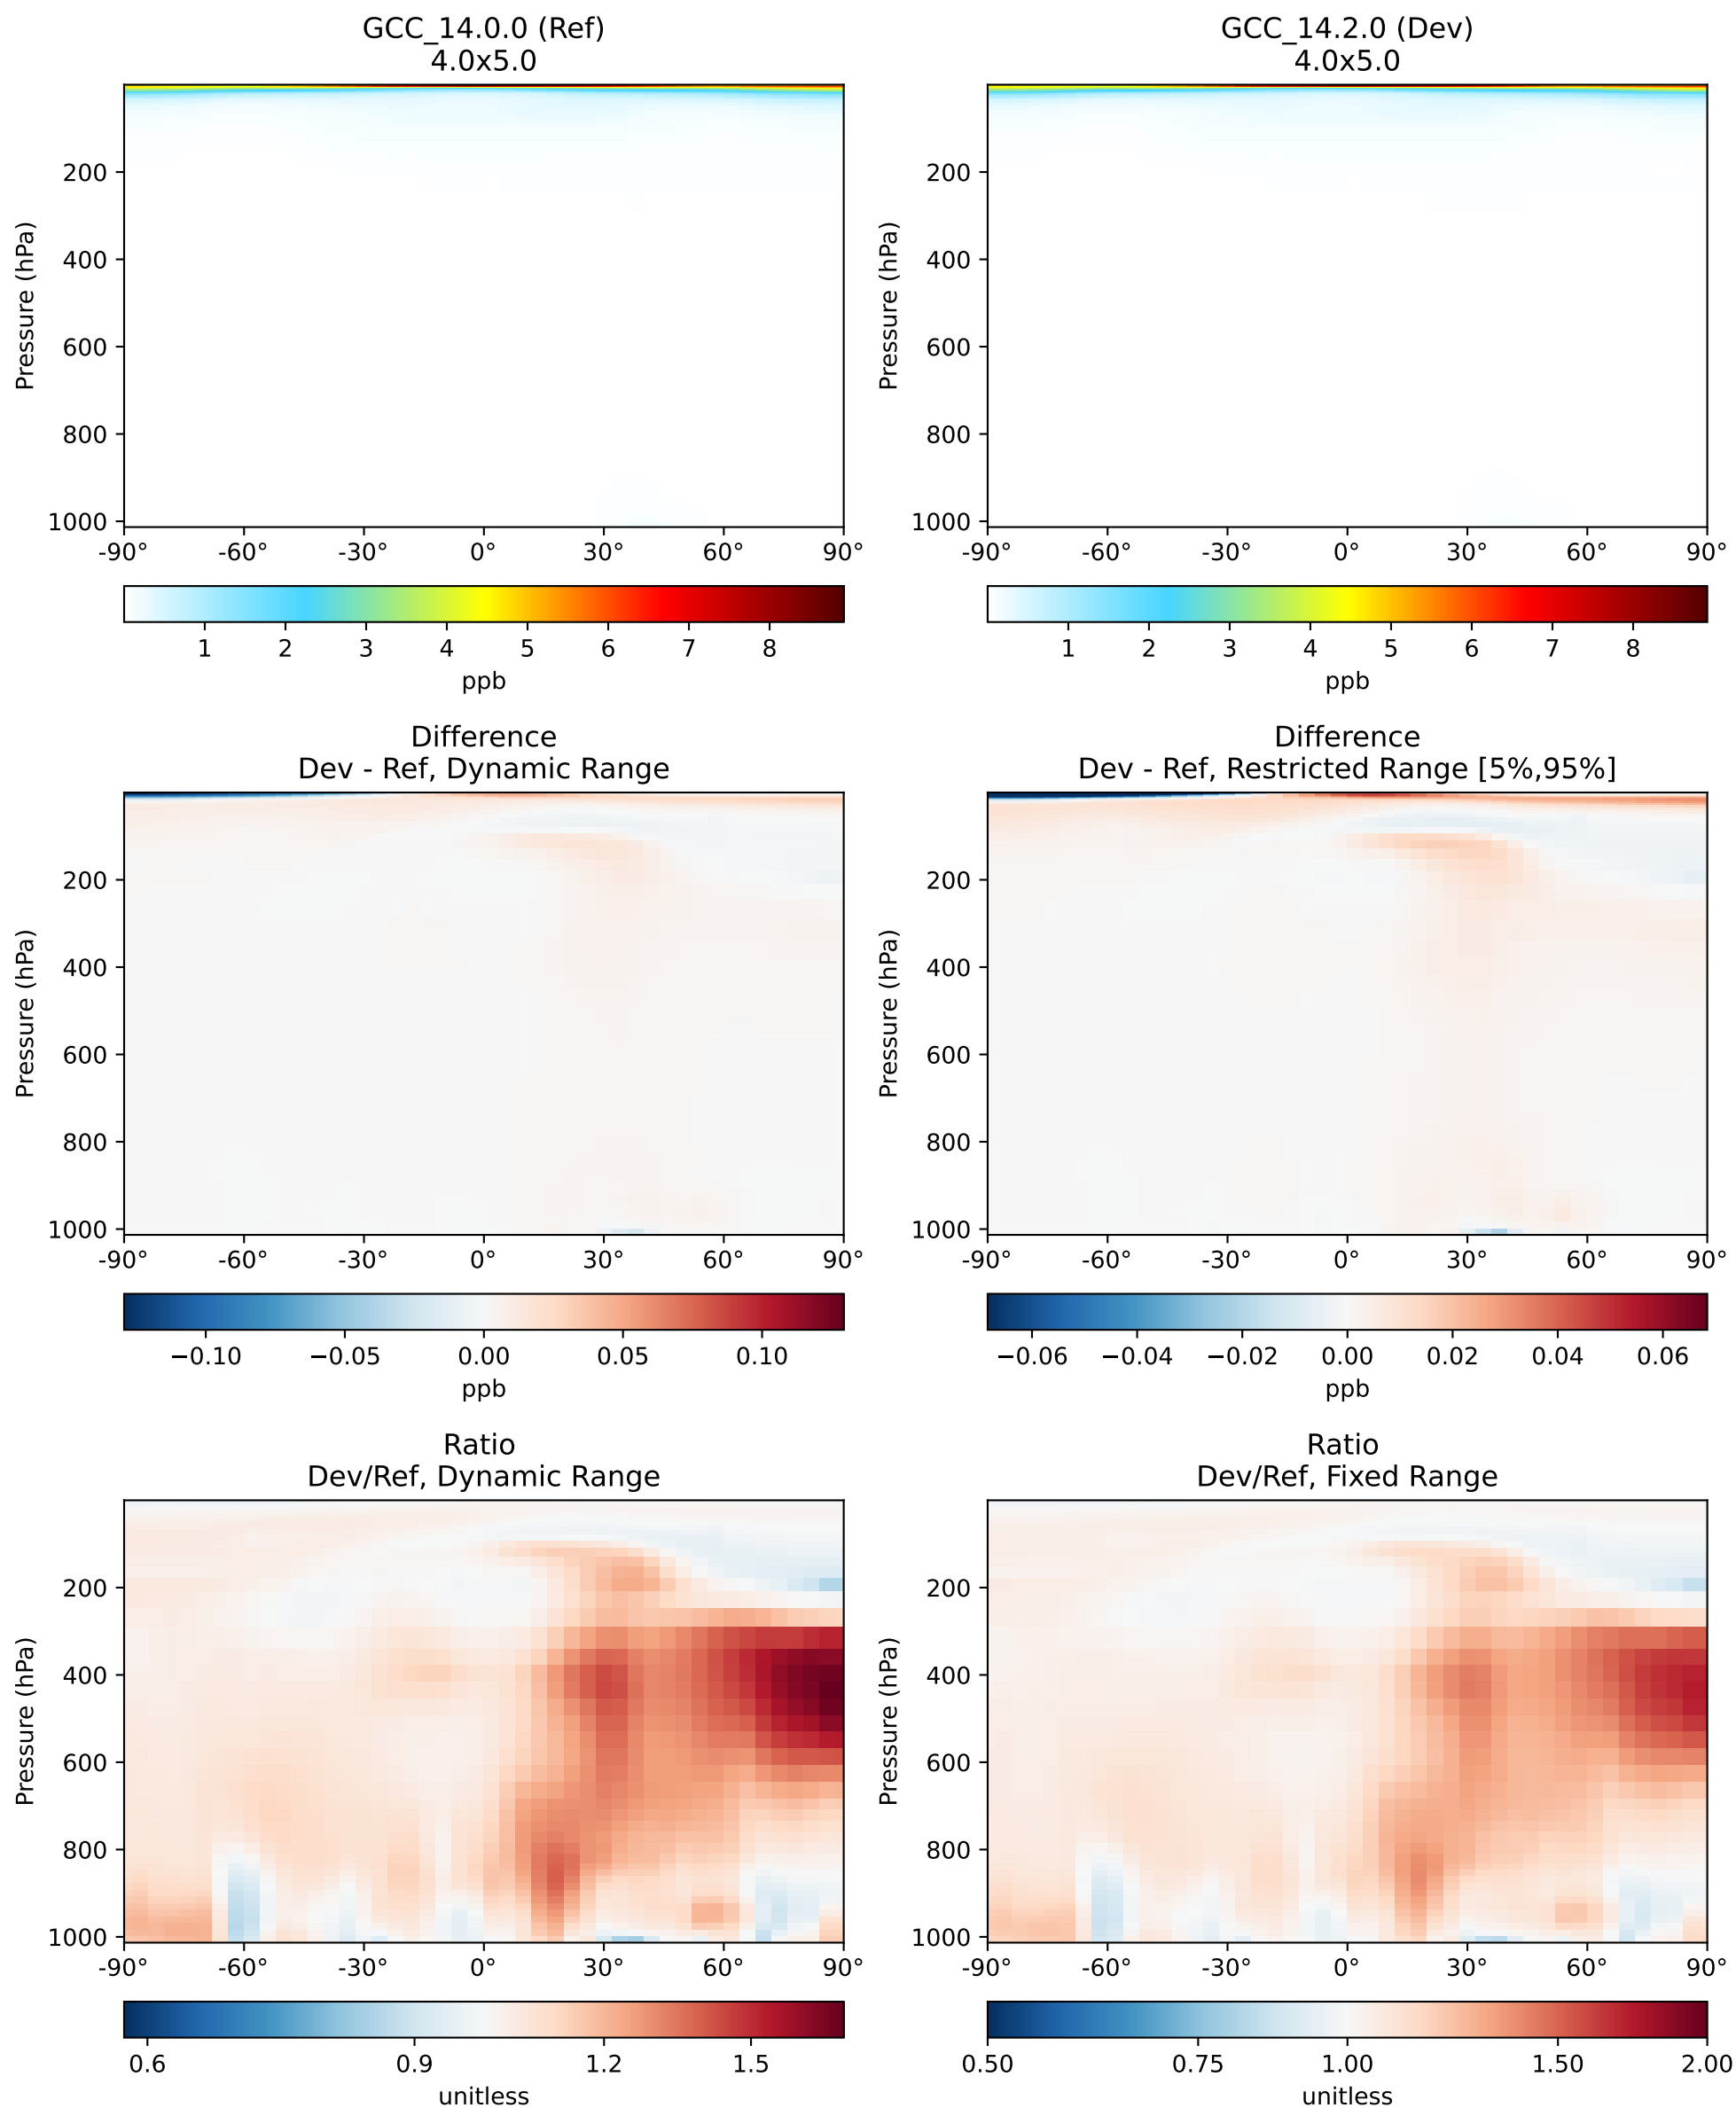 GCC_14.0.0 (Ref)
4.0x5.0
Pressure (hPa)
200
400
600
800
1000
-90° -60° -30° 0° 30° 60° 90°
1 2 3 4 5 6 7 8
ppb
GCC_14.2.0 (Dev)
4.0x5.0
Pressure (hPa)
200
400
600
800
1000
-90° -60° -30° 0° 30° 60° 90°
1 2 3 4 5 6 7 8
ppb
Difference
Dev - Ref, Dynamic Range
Pressure (hPa)
200
400
600
800
1000
-90° -60° -30° 0° 30° 60° 90°
−0.10 −0.05 0.00 0.05 0.10
ppb
Difference
Dev - Ref, Restricted Range [5%,95%]
Pressure (hPa)
200
400
600
800
1000
-90° -60° -30° 0° 30° 60° 90°
−0.06 −0.04 −0.02 0.00 0.02 0.04 0.06
ppb
Ratio
Dev/Ref, Dynamic Range
Pressure (hPa)
200
400
600
800
1000
-90° -60° -30° 0° 30° 60° 90°
0.6 0.9 1.2 1.5
unitless
Ratio
Dev/Ref, Fixed Range
Pressure (hPa)
200
400
600
800
1000
-90° -60° -30° 0° 30° 60° 90°
0.50 0.75 1.00 1.50 2.00
unitless